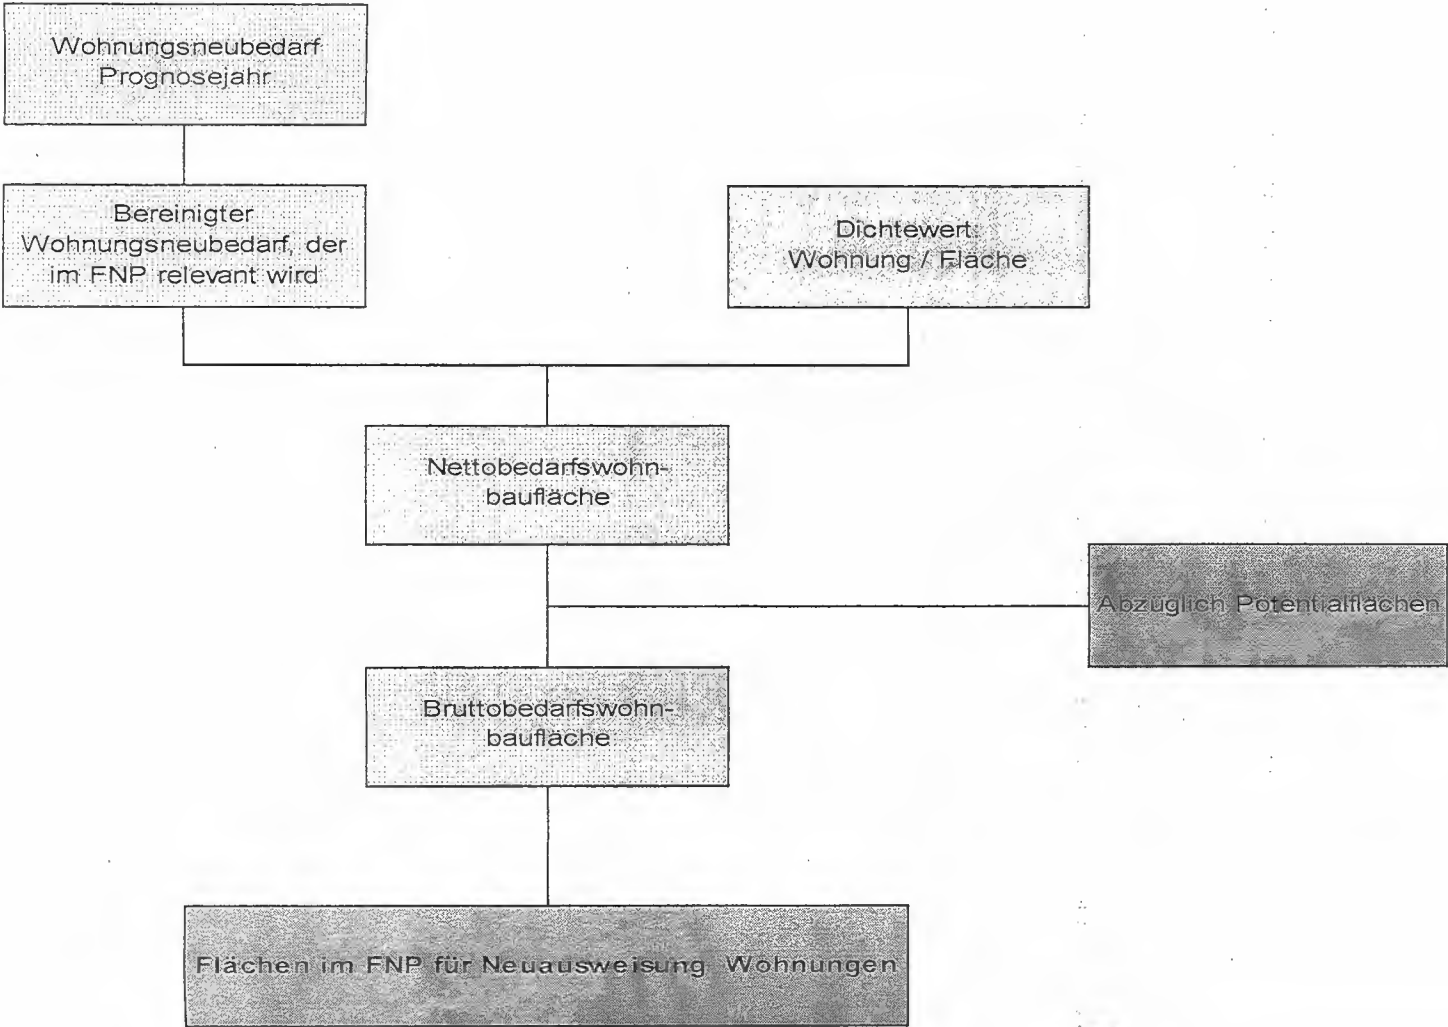 Wohnungsneubedarf
Prognosejahr
Bereinigter
Wohnungsneubedarf, der
im FNP relevant wird
Dichtewert:
Wohnung / Fläche
Nettobedarfswohn-
baufläche
Abzüglich Potentialflächen
Bruttobedarfswohn-
baufläche
Flächen im FNP für Neuausweisung Wohnungen